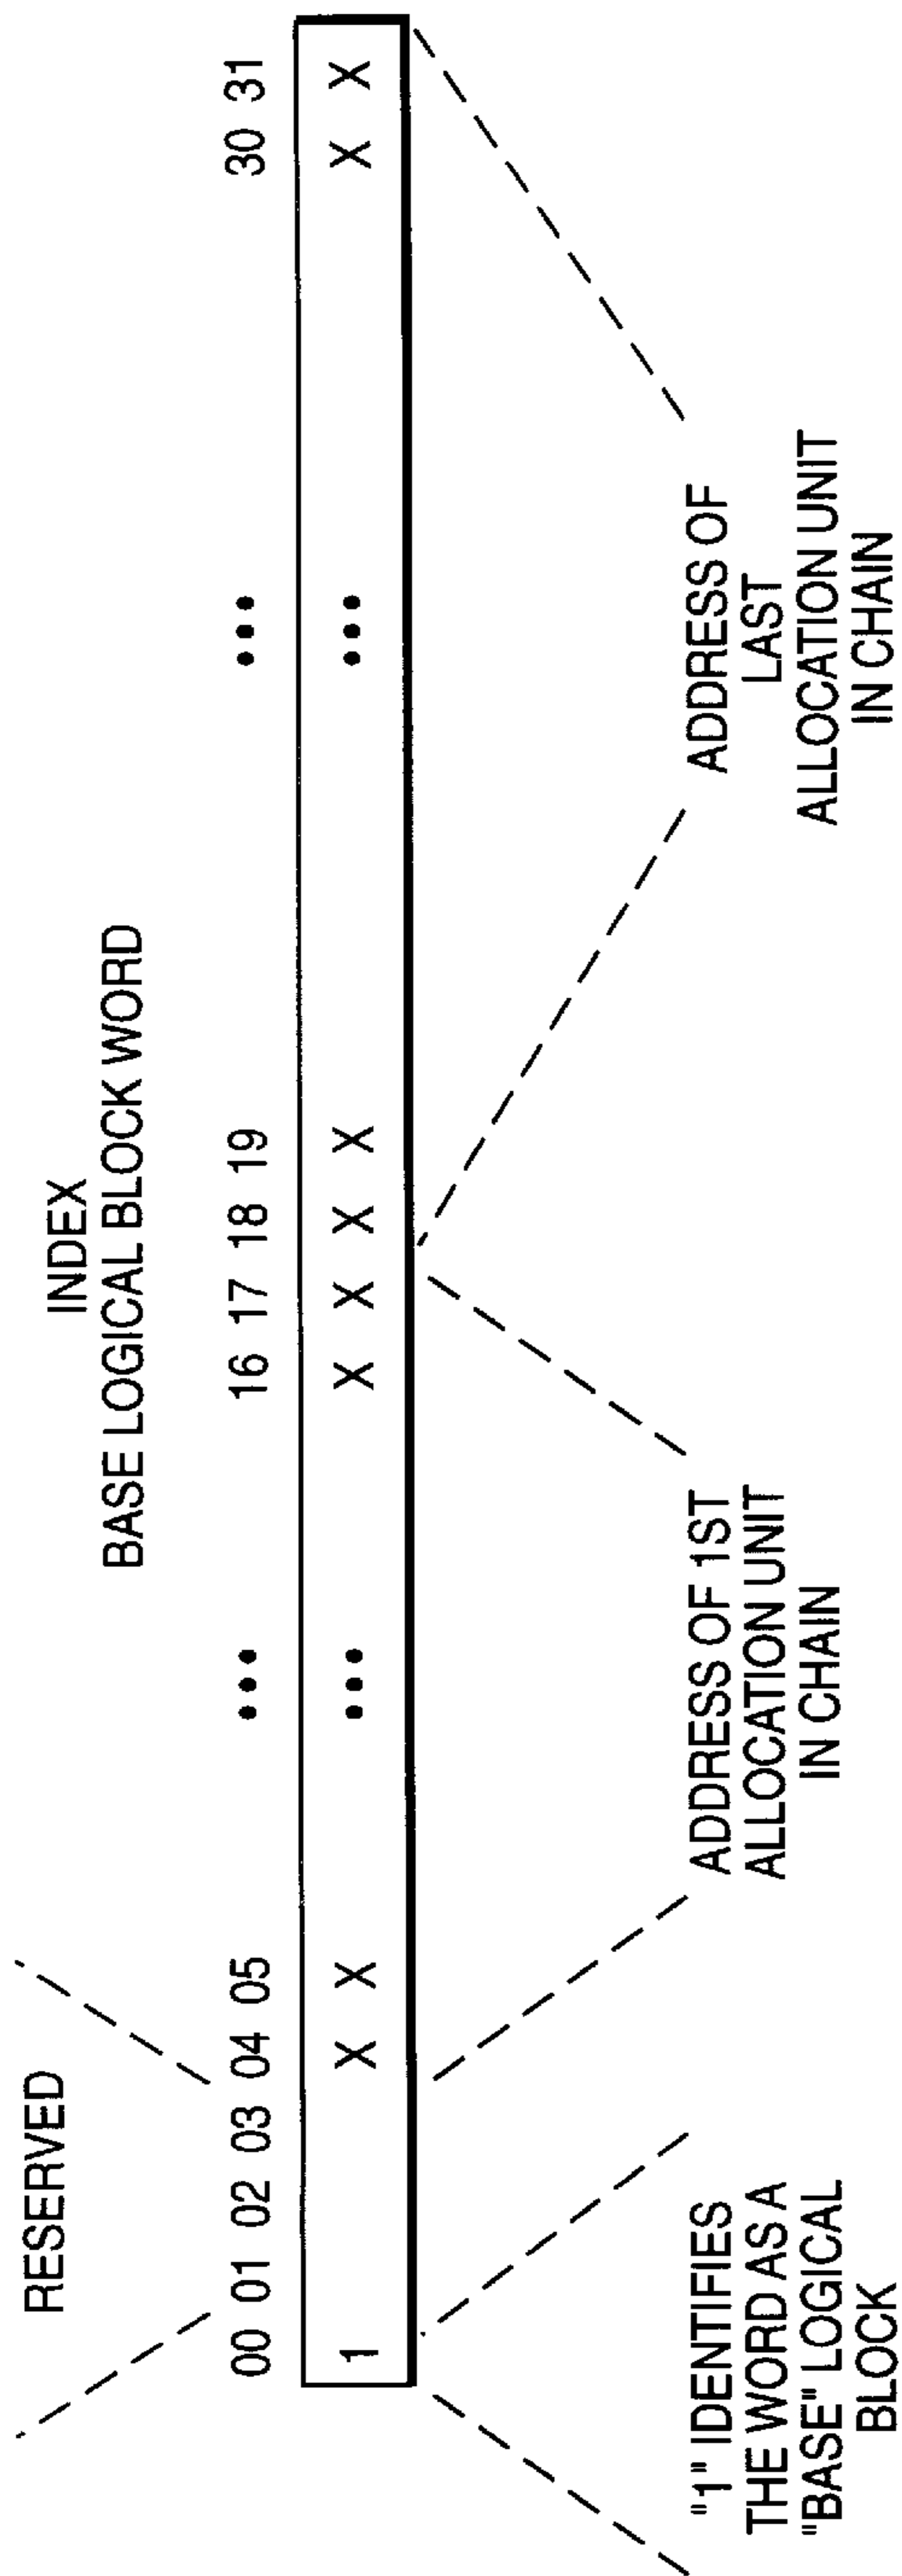 INDEX
BASE LOGICAL BLOCK WORD
RESERVED
00 01 02 03 04 05 ••• 16 17 18 19 ••• 30 31
1 X X ••• X X X X ••• X X
"1" IDENTIFIES
THE WORD AS A
"BASE" LOGICAL
BLOCK
ADDRESS OF 1ST
ALLOCATION UNIT
IN CHAIN
ADDRESS OF
LAST
ALLOCATION UNIT
IN CHAIN